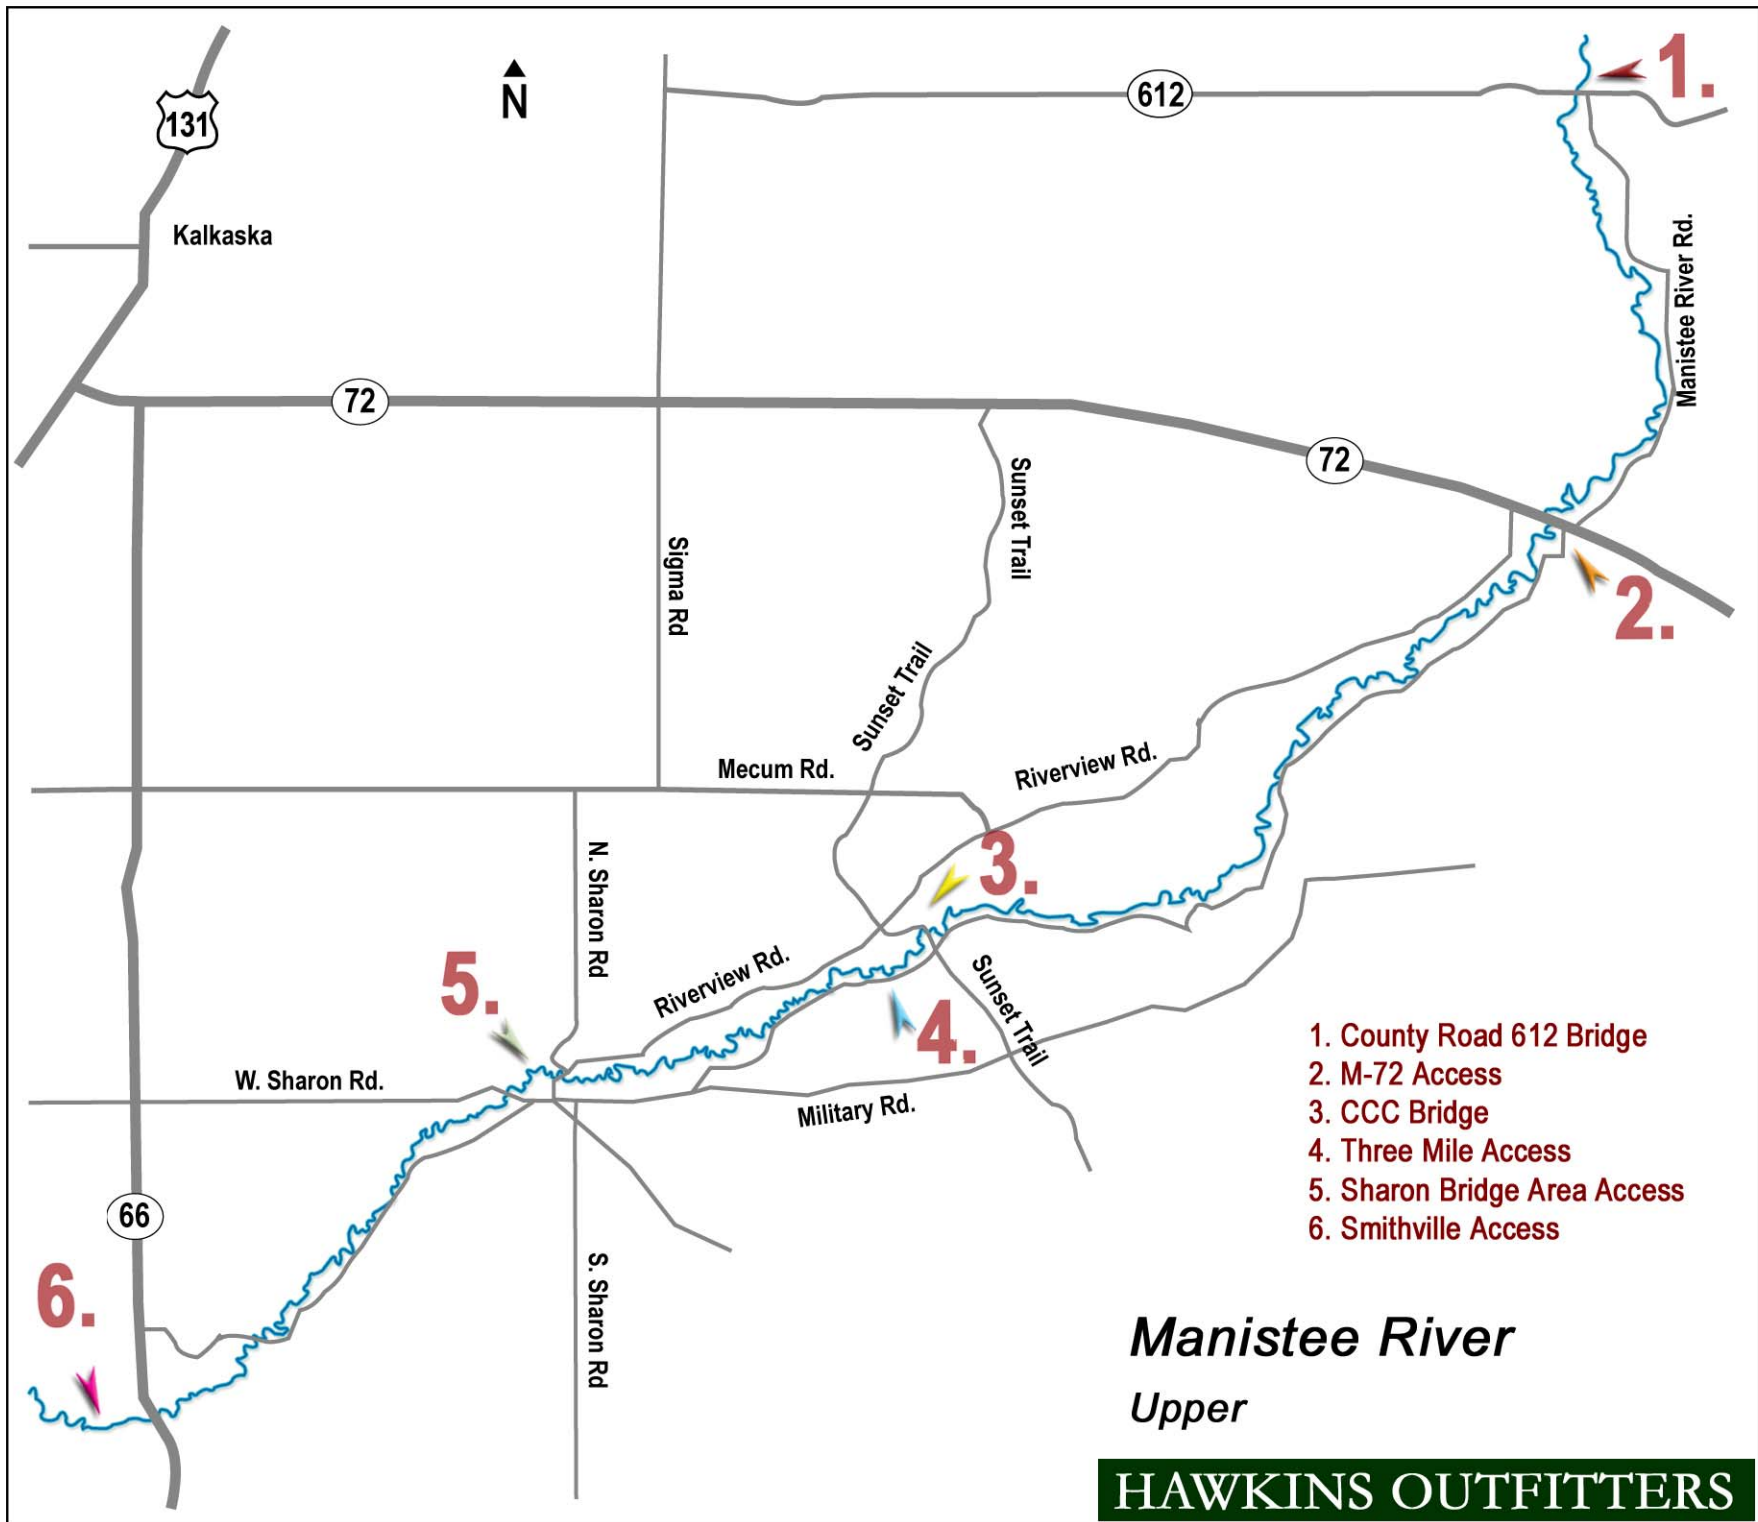 1.
612
N
131
Kalkaska
Manistee River Rd.
72
72
Sunset Trail
Sigma Rd
2.
Sunset Trail
Mecum Rd.
Riverview Rd.
3.
N. Sharon Rd
5.
Riverview Rd.
Sunset Trail
4.
W. Sharon Rd.
Military Rd.
66
6.
S. Sharon Rd
1. County Road 612 Bridge
2. M-72 Access
3. CCC Bridge
4. Three Mile Access
5. Sharon Bridge Area Access
6. Smithville Access
Manistee River
Upper
HAWKINS OUTFITTERS